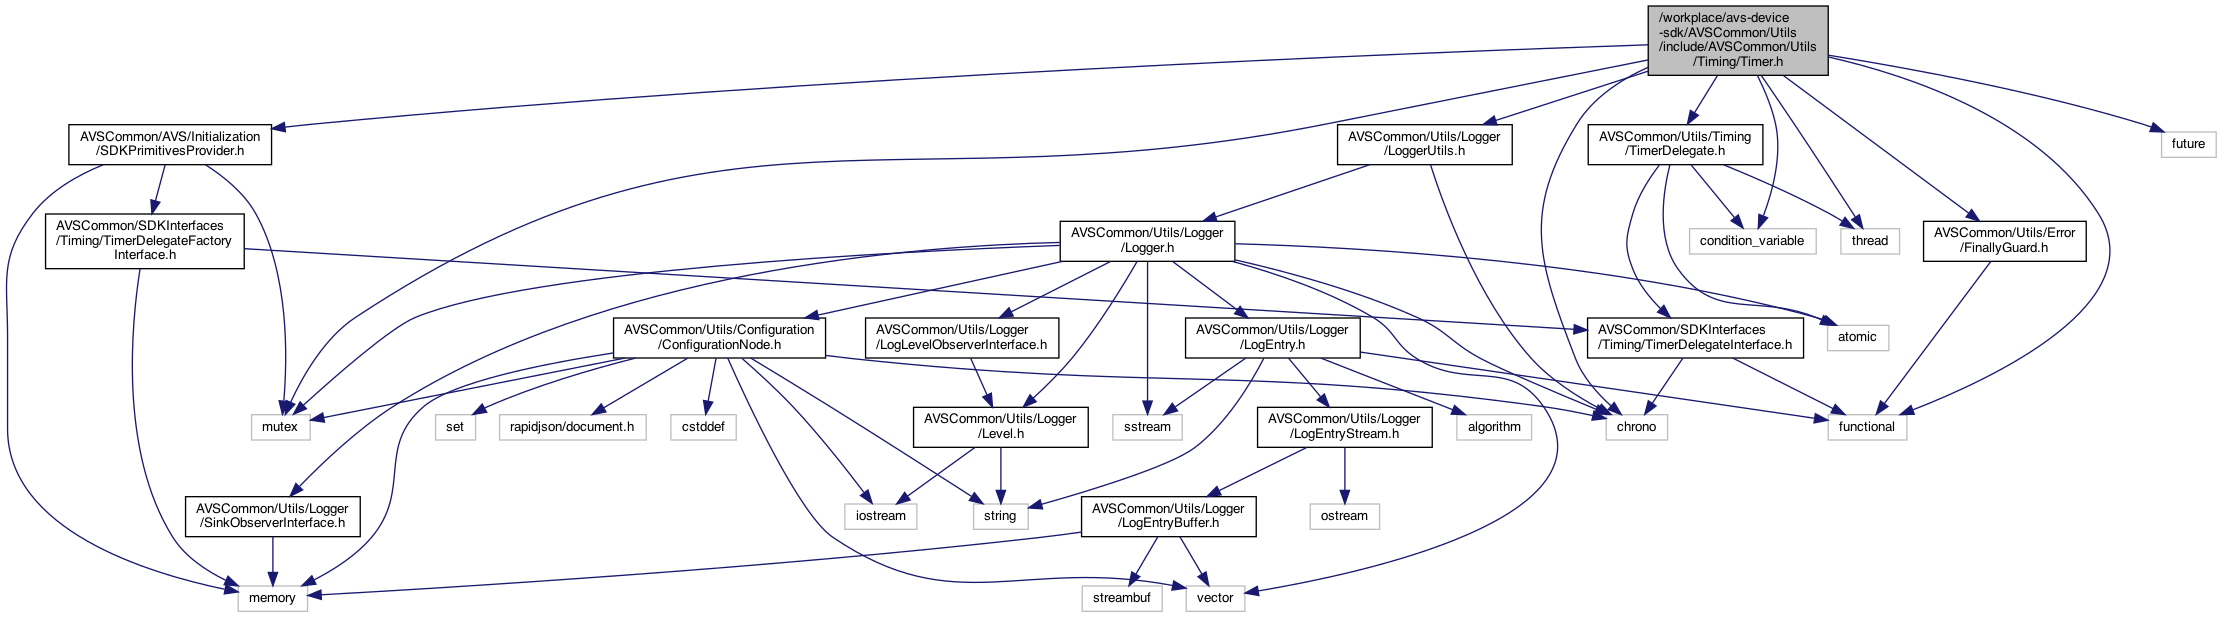 /workplace/avs-device
-sdk/AVSCommon/Utils
/include/AVSCommon/Utils
/Timing/Timer.h
AVSCommon/AVS/Initialization
/SDKPrimitivesProvider.h
AVSCommon/Utils/Logger
/LoggerUtils.h
AVSCommon/Utils/Timing
/TimerDelegate.h
future
AVSCommon/SDKInterfaces
/Timing/TimerDelegateFactory
Interface.h
AVSCommon/Utils/Logger
/Logger.h
condition_variable
thread
AVSCommon/Utils/Error
/FinallyGuard.h
AVSCommon/Utils/Configuration
/ConfigurationNode.h
AVSCommon/Utils/Logger
/LogLevelObserverInterface.h
AVSCommon/Utils/Logger
/LogEntry.h
AVSCommon/SDKInterfaces
/Timing/TimerDelegateInterface.h
atomic
mutex
set
rapidjson/document.h
cstddef
AVSCommon/Utils/Logger
/Level.h
sstream
AVSCommon/Utils/Logger
/LogEntryStream.h
algorithm
chrono
functional
AVSCommon/Utils/Logger
/SinkObserverInterface.h
iostream
string
AVSCommon/Utils/Logger
/LogEntryBuffer.h
ostream
memory
streambuf
vector